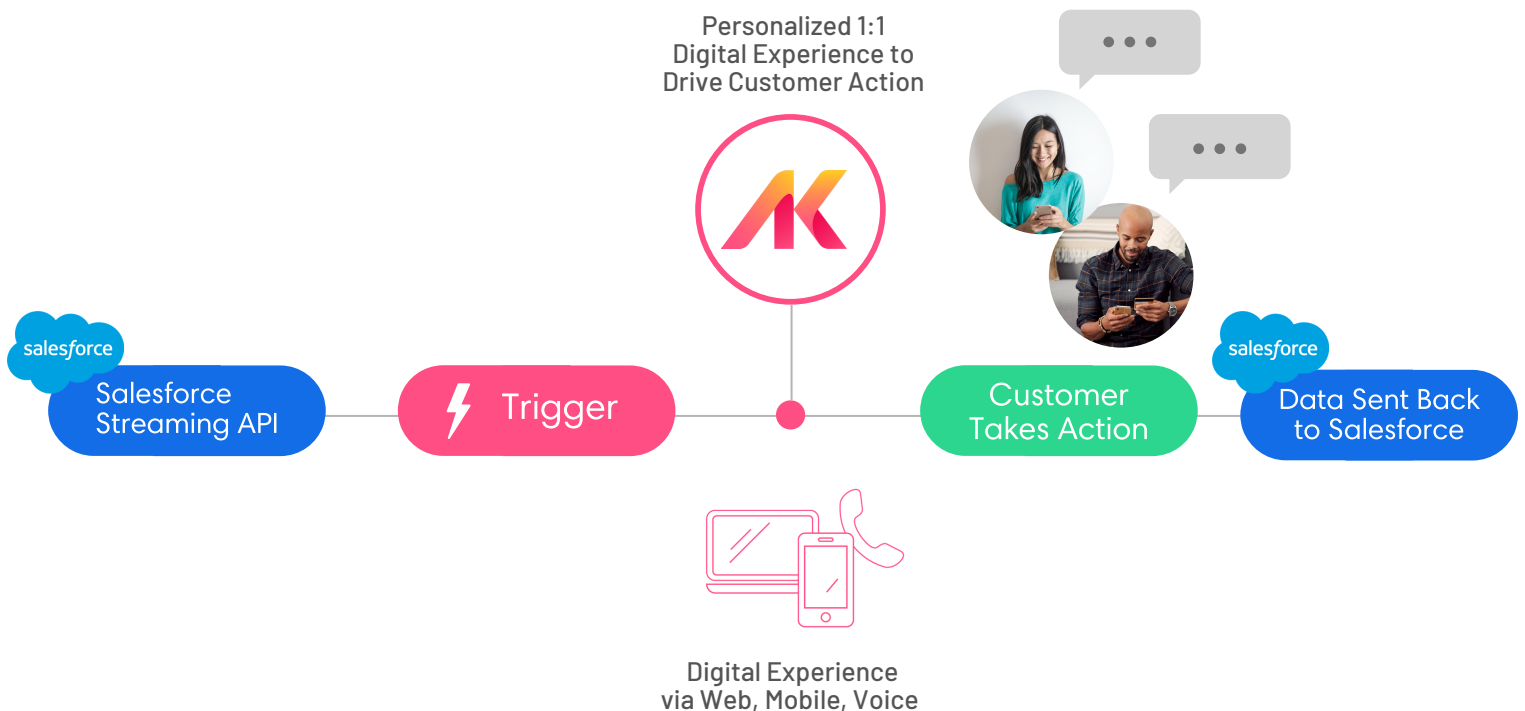 Personalized 1:1
Digital Experience to
Drive Customer Action
AK
salesforce
Salesforce
Streaming API
Trigger
Customer
Takes Action
salesforce
Data Sent Back
to Salesforce
Digital Experience
via Web, Mobile, Voice